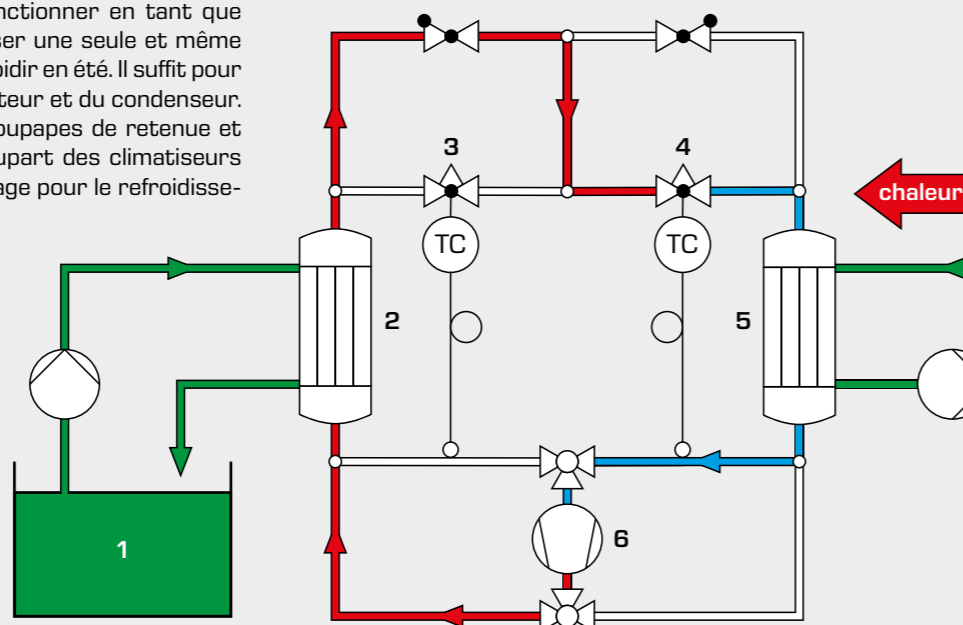 nctionner en tant que
ser une seule et même
oidir en été. Il suffit pour
teur et du condenseur.
oupapes de retenue et
upart des climatiseurs
age pour le refroidisse-
3
4
chaleur
TC
TC
2
5
6
1